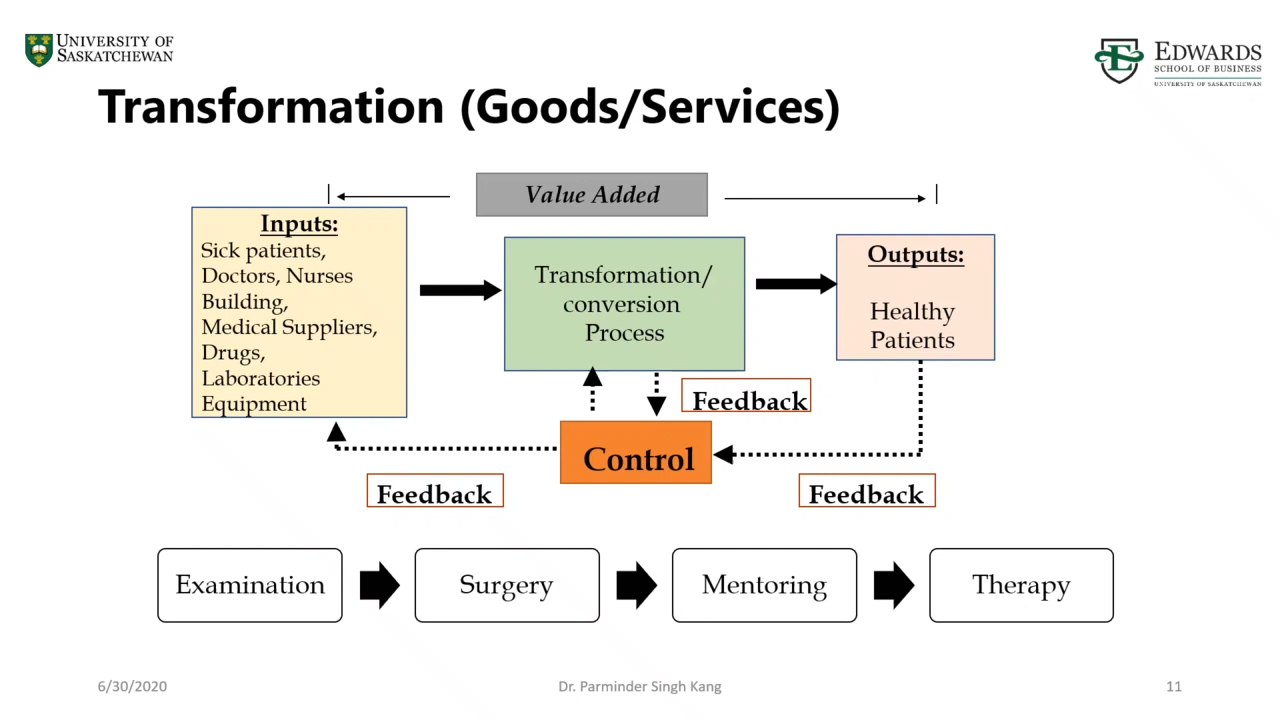 UNIVERSITY OF
SASKATCHEWAN
EDWARDS
SCHOOL OF BUSINESS
UNIVERSITY OF SASKATCHEWAN
Transformation (Goods/Services)
Value Added
Inputs:
Sick patients,
Doctors, Nurses
Building,
Medical Suppliers,
Drugs,
Laboratories
Equipment
Transformation/
conversion
Process
Outputs:
Healthy
Patients
Feedback
Control
Feedback
Feedback
Examination
Surgery
Mentoring
Therapy
6/30/2020
Dr. Parminder Singh Kang
11